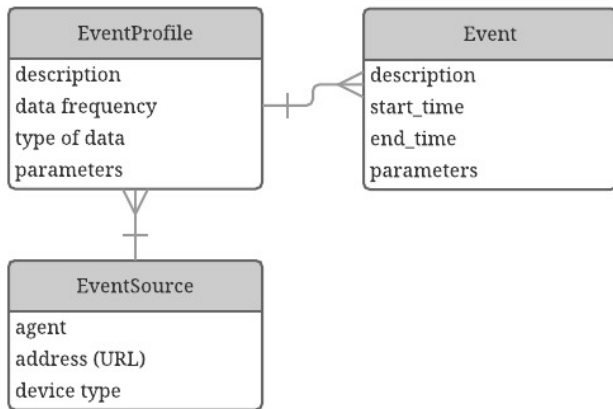 EventProfile
description
data frequency
type of data
parameters
Event
description
start_time
end_time
parameters
EventSource
agent
address (URL)
device type